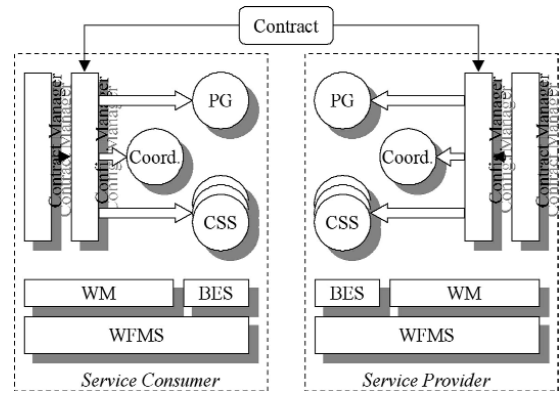 Contract
Contract Manager
Config Manager
PG
Coord.
CSS
WM
BES
WFMS
Service Consumer
PG
Coord.
CSS
Config Manager
Contract Manager
BES
WM
WFMS
Service Provider